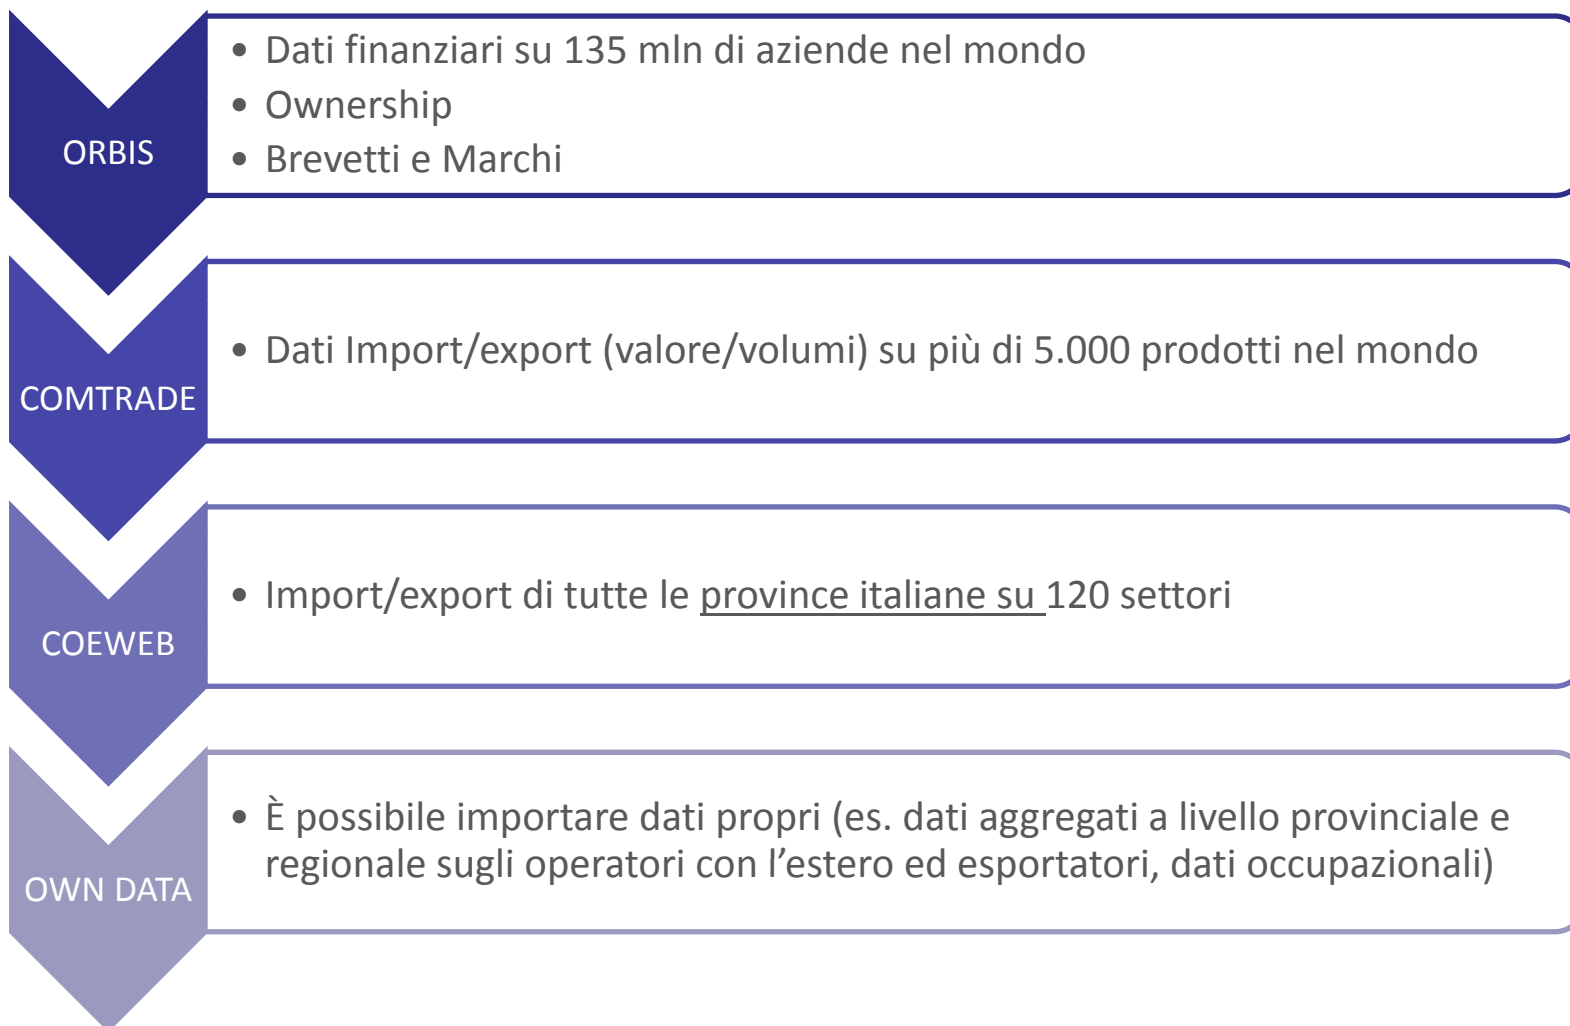 ORBIS
• Dati finanziari su 135 mln di aziende nel mondo
• Ownership
• Brevetti e Marchi
COMTRADE
• Dati Import/export (valore/volumi) su più di 5.000 prodotti nel mondo
COEWEB
• Import/export di tutte le province italiane su 120 settori
OWN DATA
• È possibile importare dati propri (es. dati aggregati a livello provinciale e
regionale sugli operatori con l’estero ed esportatori, dati occupazionali)